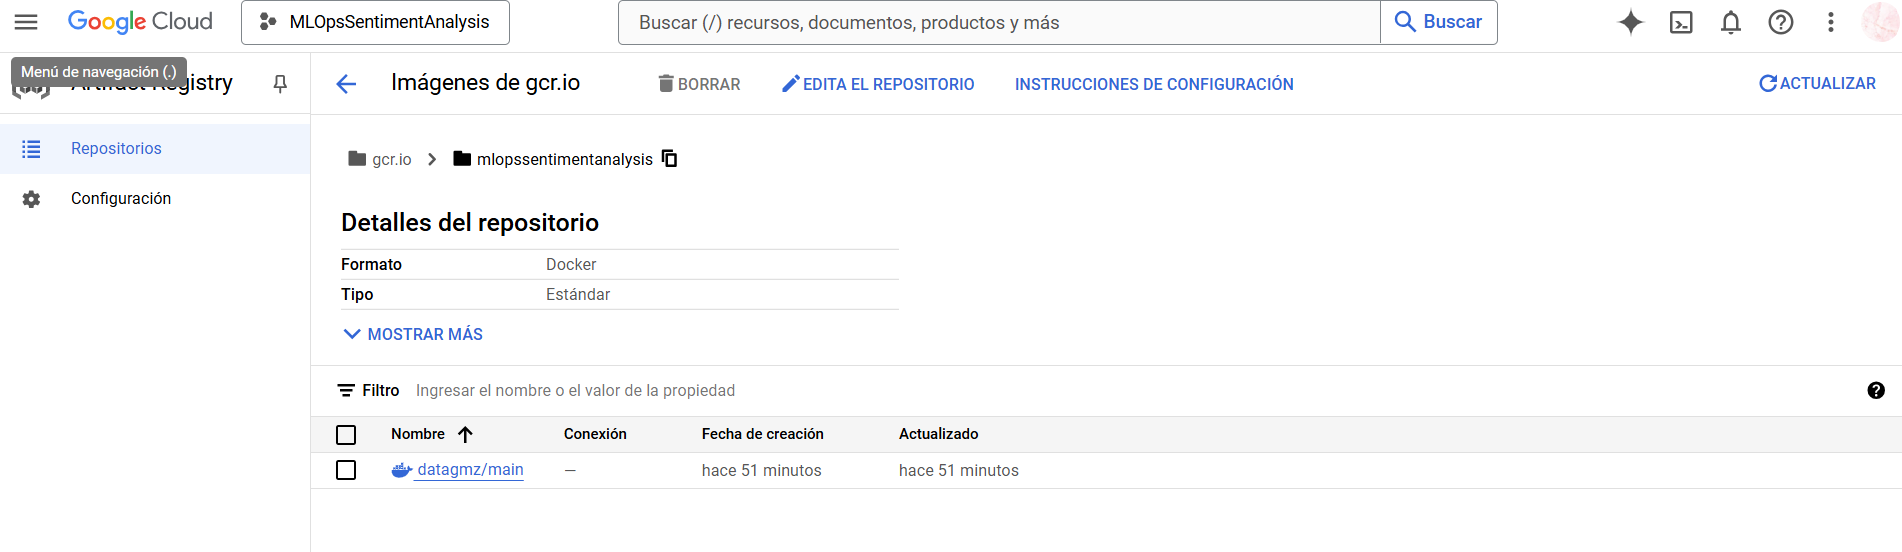 Google Cloud
MLOpsSentimentAnalysis
Buscar (/) recursos, documentos, productos y más
Buscar
Menú de navegación (.)
Artifact Registry
Imágenes de gcr.io
BORRAR
EDITA EL REPOSITORIO
INSTRUCCIONES DE CONFIGURACIÓN
ACTUALIZAR
Repositorios
Configuración
gcr.io
mlopssentimentanalysis
Detalles del repositorio
Formato Docker
Tipo Estándar
MOSTRAR MÁS
Filtro Ingresar el nombre o el valor de la propiedad
Nombre Conexión Fecha de creación Actualizado
datagmz/main — hace 51 minutos hace 51 minutos